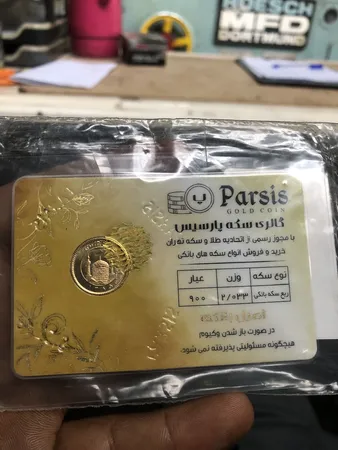 ROESCH
MFD
DORTMUND
Parsis
GOLD COIN
گالری سکه پارسیس
با مجوز رسمی از اتحادیه طلا و سکه تهران
خرید و فروش انواع سکه های بانکی
نوع سکه وزن عیار
ربع سکه بانکی ۲/۰۳۳ ۹۰۰
در صورت باز شدن وکیوم
هیچگونه مسئولیتی پذیرفته نمی شود.